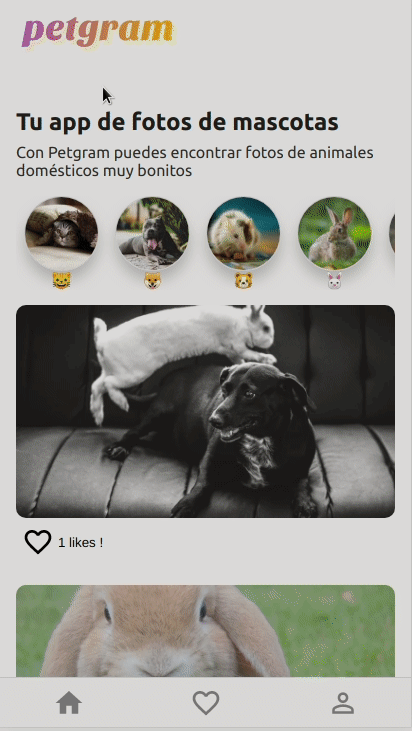 petgram
Tu app de fotos de mascotas
Con Petgram puedes encontrar fotos de animales
domésticos muy bonitos
1 likes !